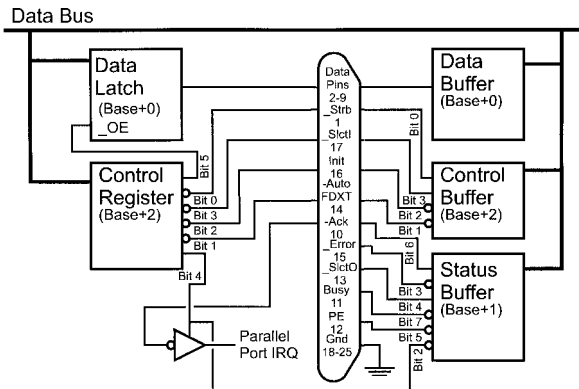 Data Bus
Data
Latch
(Base+0)
_OE
Control
Register
(Base+2)
Bit 5
Bit 0
Bit 3
Bit 2
Bit 1
Bit 4
Parallel
Port IRQ
Data
Pins
2-9
_Strb
1
_Slctl
17
Init
16
-Auto
FDXT
14
-Ack
10
_Error
15
_SlctO
13
Busy
11
PE
12
Gnd
18-25
Data
Buffer
(Base+0)
Bit 0
Control
Buffer
(Base+2)
Bit 3
Bit 2
Bit 1
Bit 6
Status
Buffer
(Base+1)
Bit 3
Bit 4
Bit 7
Bit 5
Bit 2